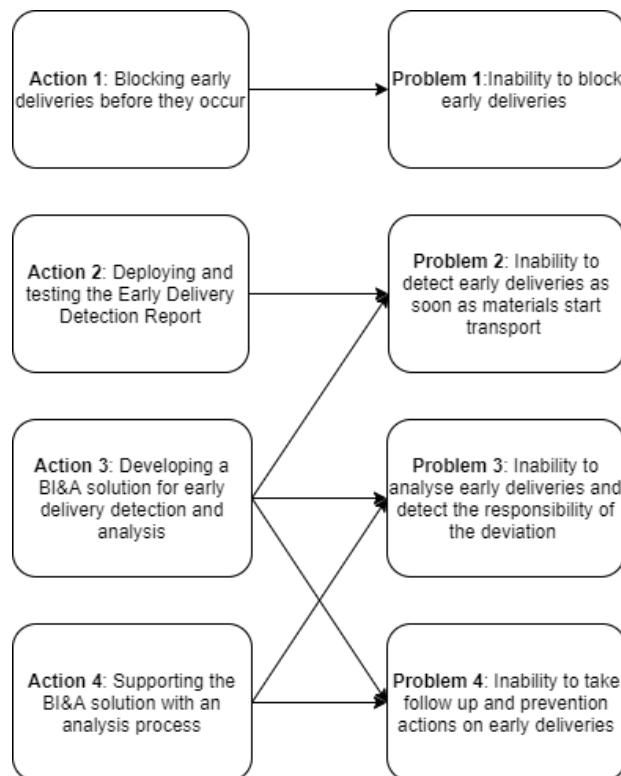 Action 1: Blocking early
deliveries before they occur
Problem 1:Inability to block
early deliveries
Action 2: Deploying and
testing the Early Delivery
Detection Report
Problem 2: Inability to
detect early deliveries as
soon as materials start
transport
Action 3: Developing a
BI&A solution for early
delivery detection and
analysis
Problem 3: Inability to
analyse early deliveries and
detect the responsibility of
the deviation
Action 4: Supporting the
BI&A solution with an
analysis process
Problem 4: Inability to take
follow up and prevention
actions on early deliveries